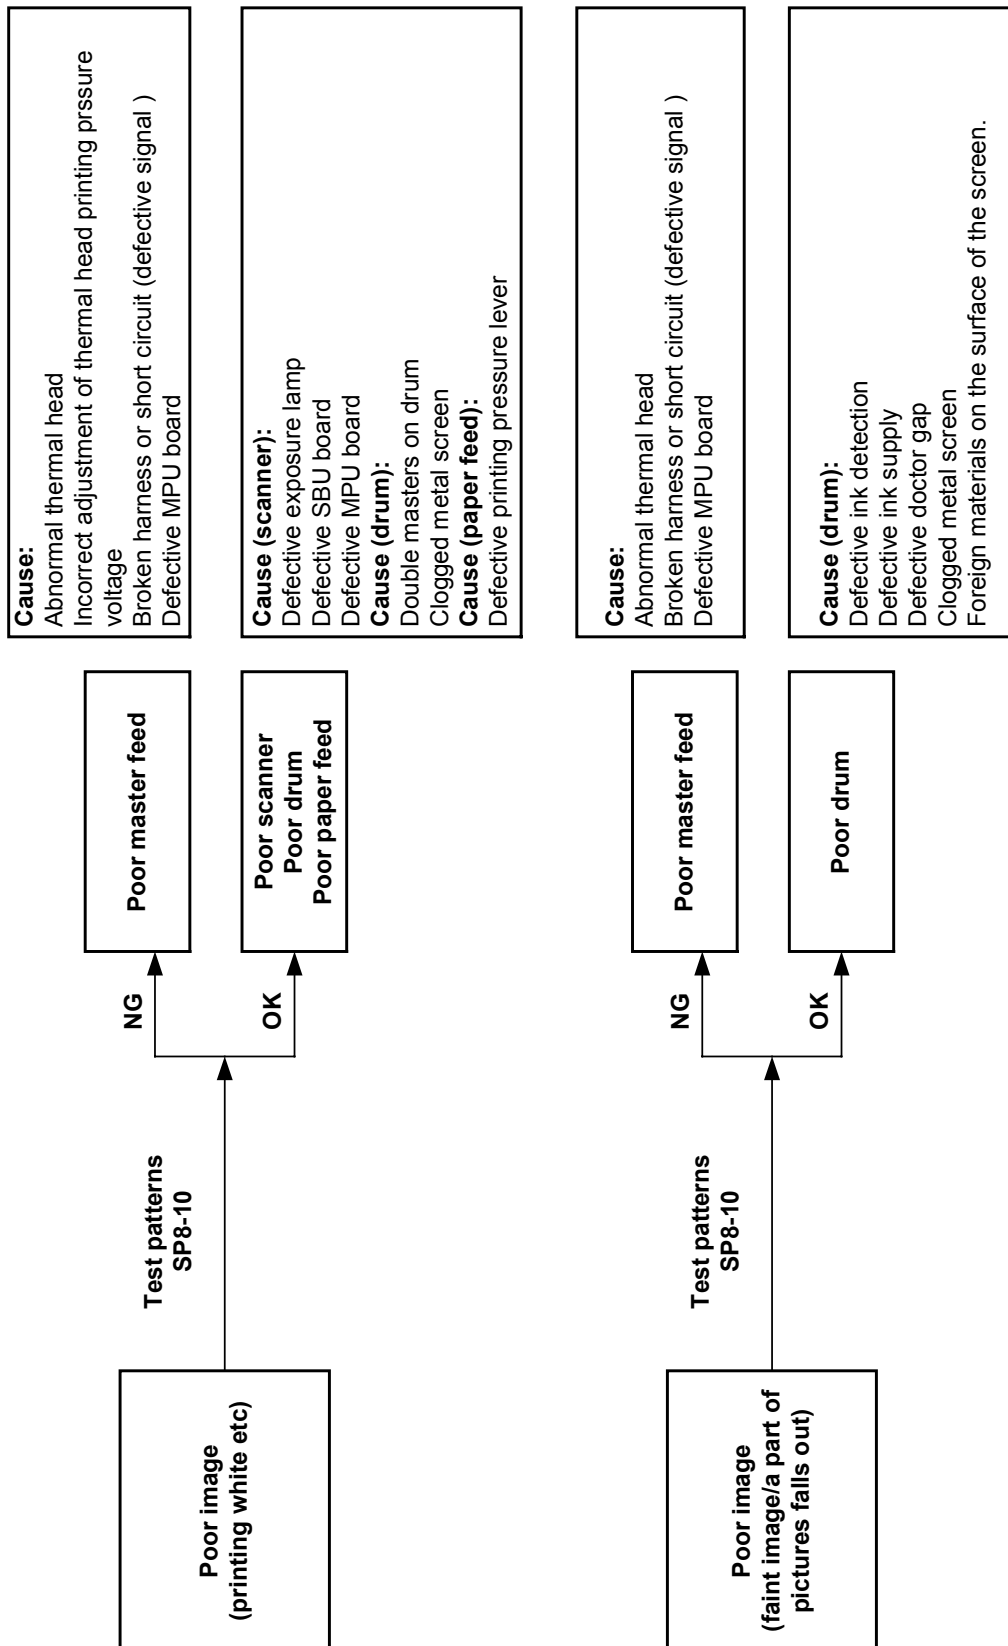 Poor image
(printing white etc)
Test patterns
SP8-10
NG
OK
Poor master feed
Poor scanner
Poor drum
Poor paper feed
Cause:
Abnormal thermal head
Incorrect adjustment of thermal head printing prssure
voltage
Broken harness or short circuit (defective signal )
Defective MPU board
Cause (scanner):
Defective exposure lamp
Defective SBU board
Defective MPU board
Cause (drum):
Double masters on drum
Clogged metal screen
Cause (paper feed):
Defective printing pressure lever
Poor image
(faint image/a part of
pictures falls out)
Test patterns
SP8-10
NG
OK
Poor master feed
Poor drum
Cause:
Abnormal thermal head
Broken harness or short circuit (defective signal )
Defective MPU board
Cause (drum):
Defective ink detection
Defective ink supply
Defective doctor gap
Clogged metal screen
Foreign materials on the surface of the screen.